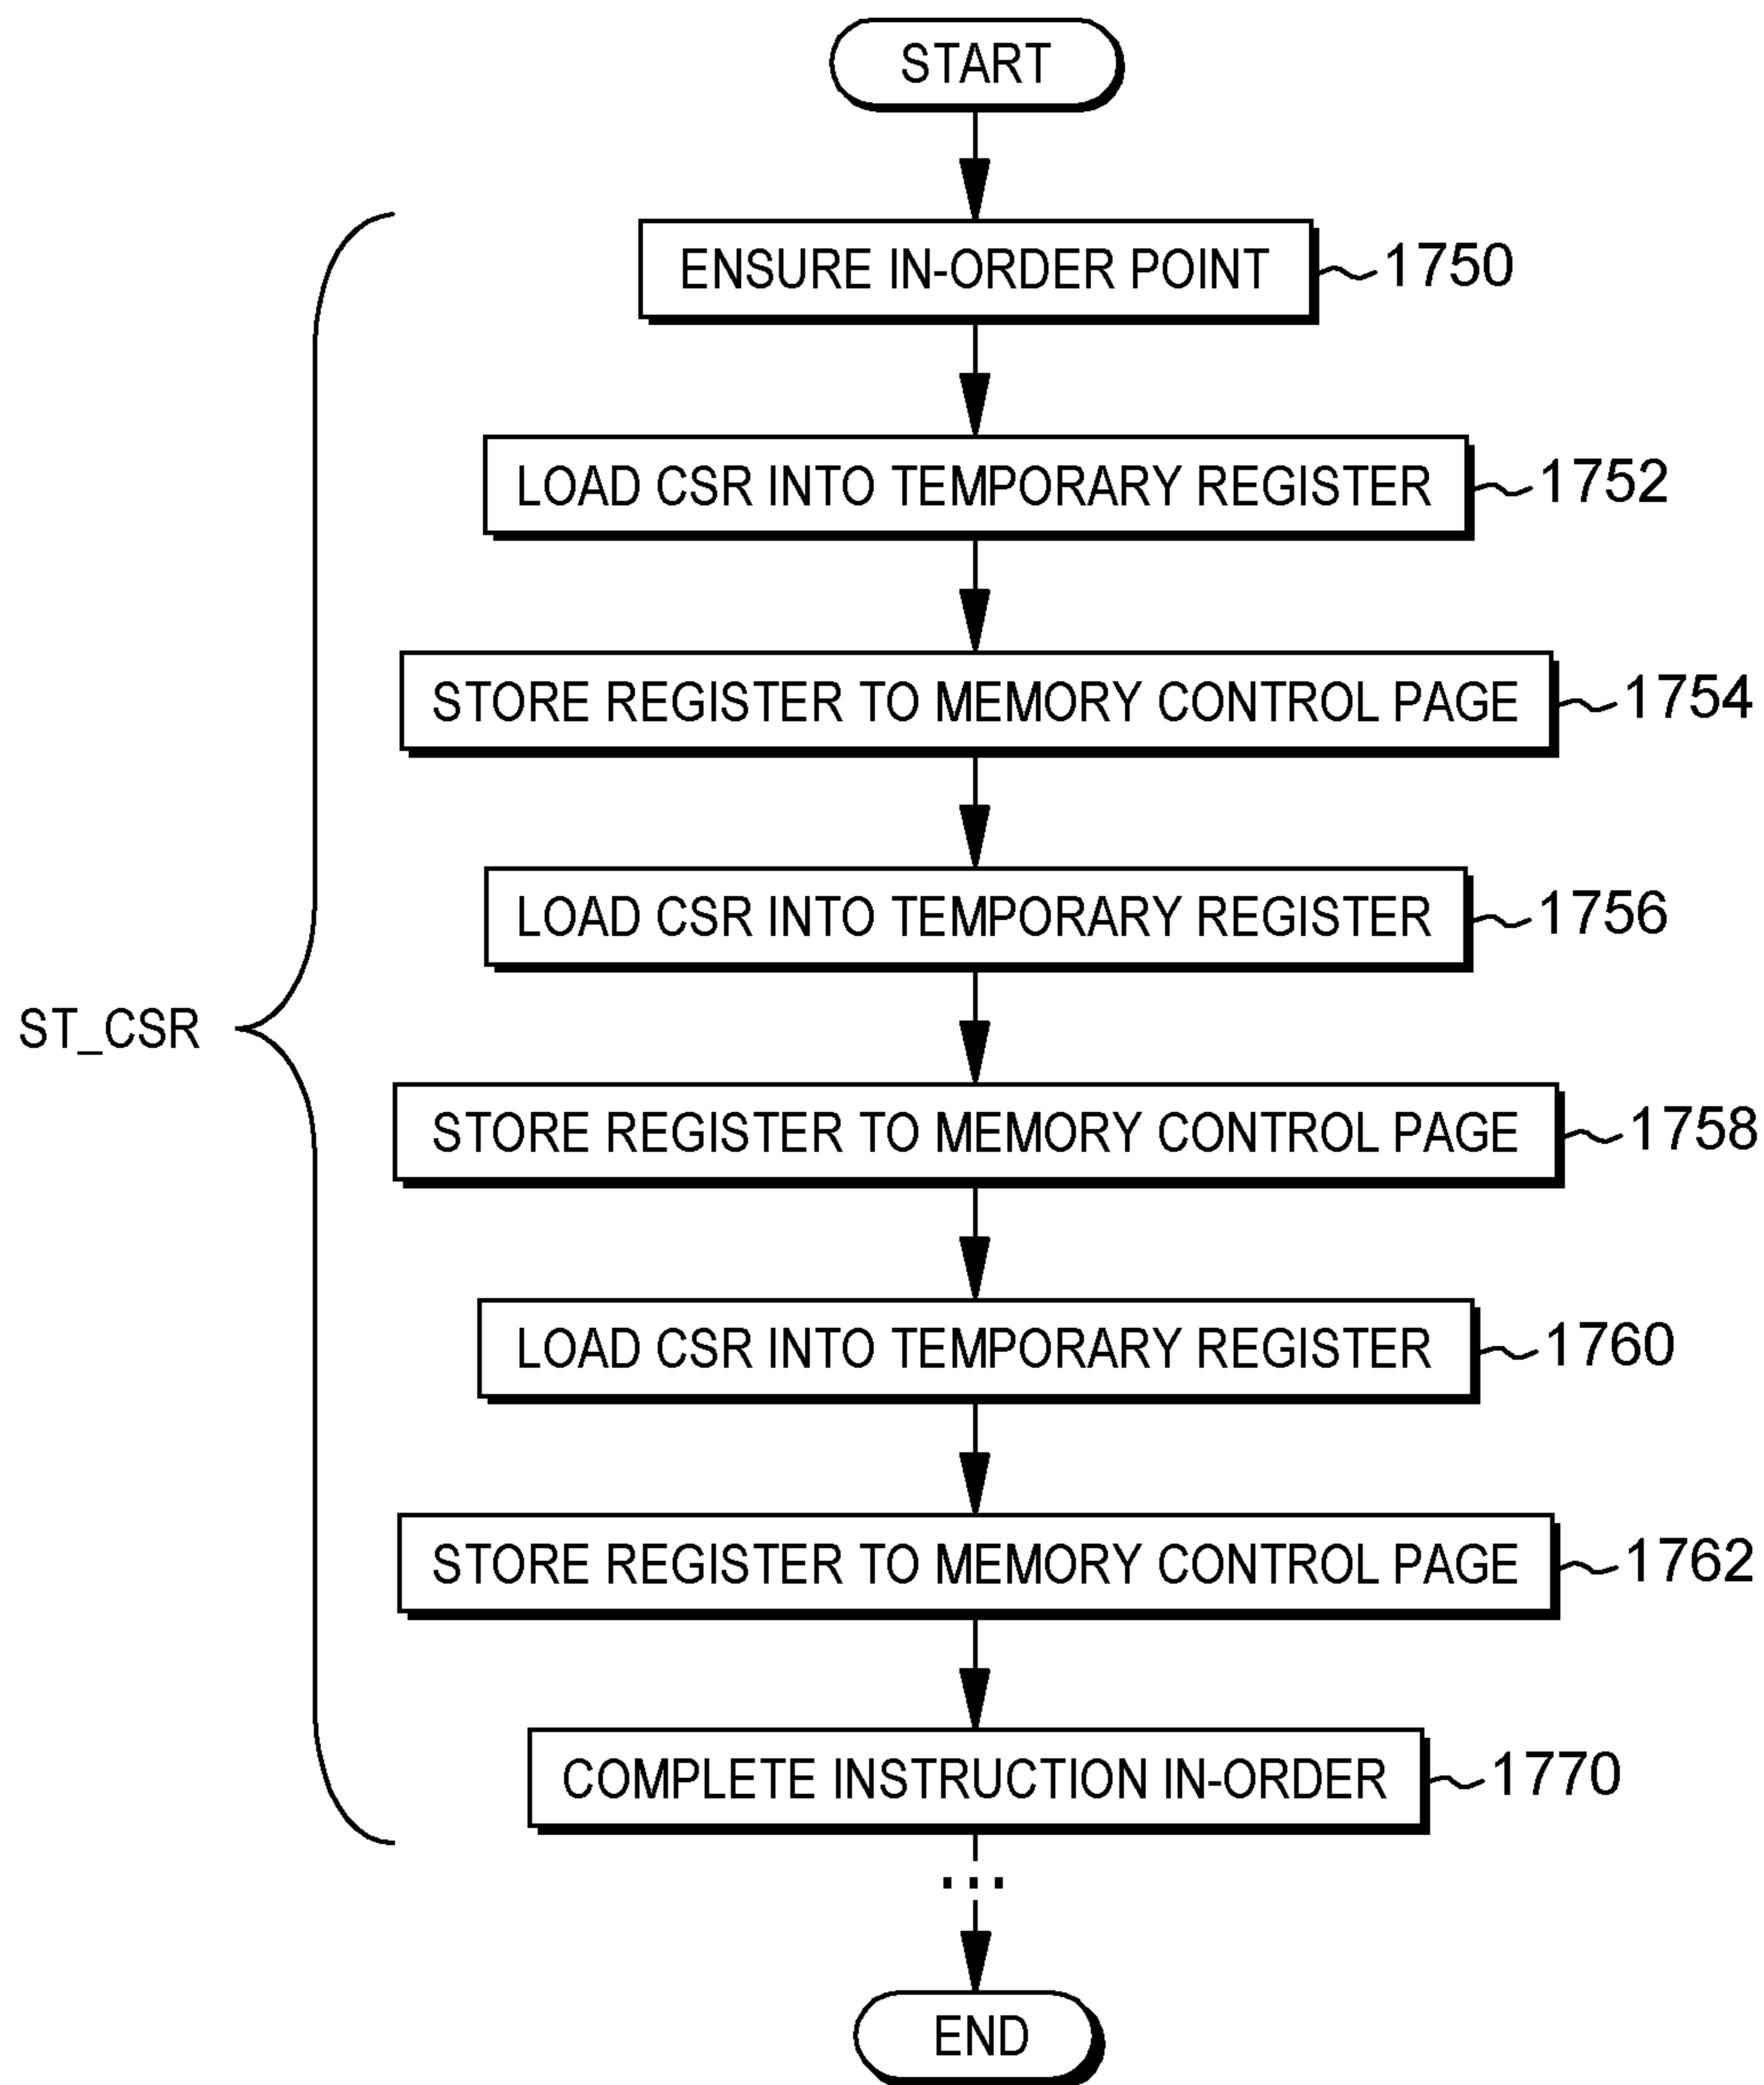 START
ENSURE IN-ORDER POINT 1750
LOAD CSR INTO TEMPORARY REGISTER 1752
STORE REGISTER TO MEMORY CONTROL PAGE 1754
LOAD CSR INTO TEMPORARY REGISTER 1756
ST_CSR
STORE REGISTER TO MEMORY CONTROL PAGE 1758
LOAD CSR INTO TEMPORARY REGISTER 1760
STORE REGISTER TO MEMORY CONTROL PAGE 1762
COMPLETE INSTRUCTION IN-ORDER 1770
...
END